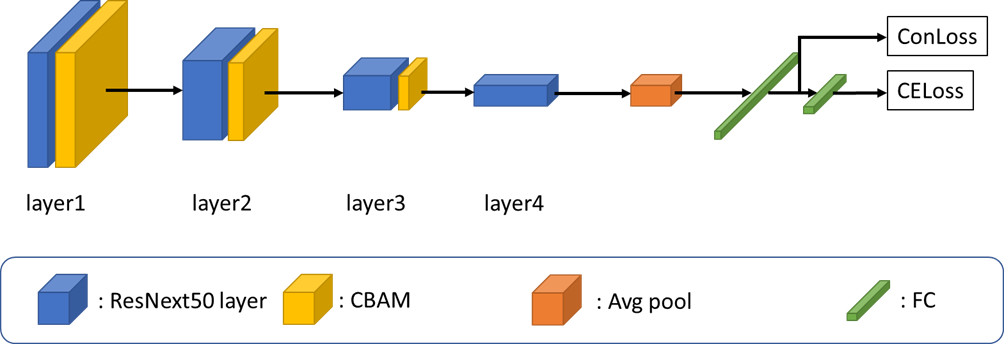 ConLoss
CELoss
layer1
layer2
layer3
layer4
: ResNext50 layer
: CBAM
: Avg pool
: FC